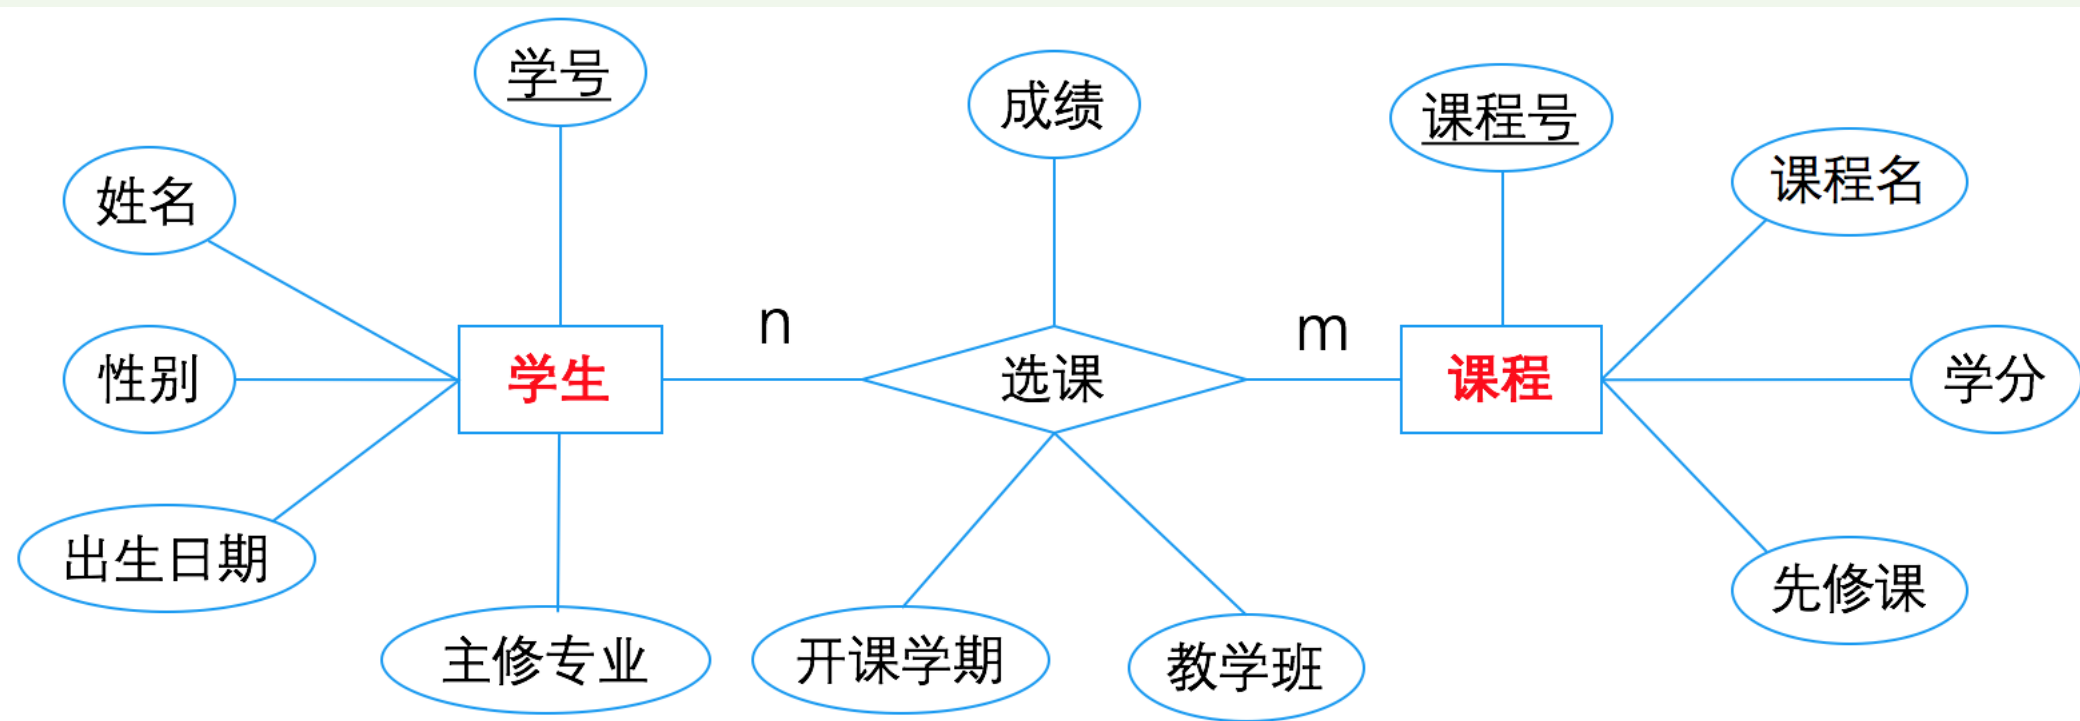 学号
成绩
课程号
课程名
姓名
n
m
性别
学生
选课
课程
学分
出生日期
先修课
主修专业
开课学期
教学班